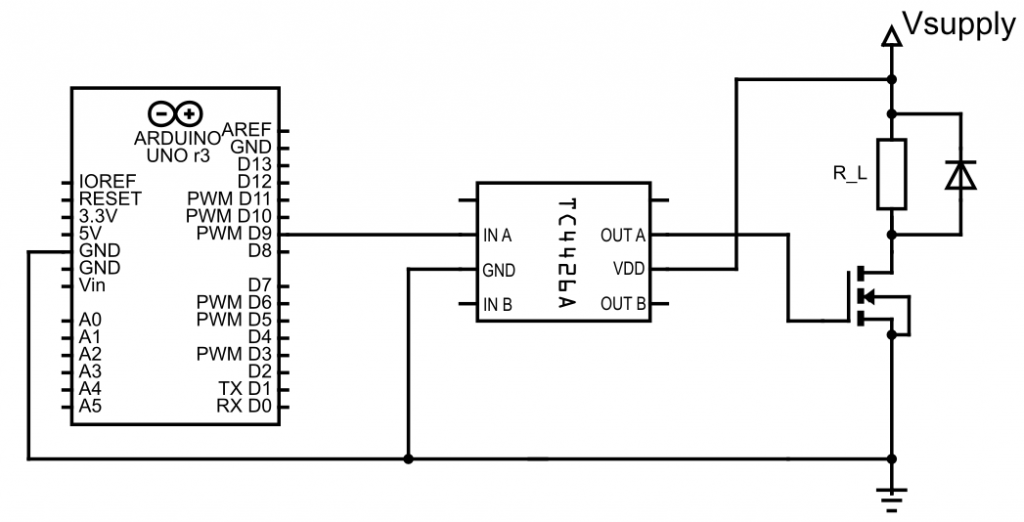 Vsupply
ARDUINO
UNO r3
AREF
GND
D13
D12
PWM D11
PWM D10
PWM D9
D8
D7
PWM D6
PWM D5
D4
PWM D3
D2
TX D1
RX D0
IOREF
RESET
3.3V
5V
GND
GND
Vin
A0
A1
A2
A3
A4
A5
IN A
GND
IN B
TC4426A
OUT A
VDD
OUT B
R_L